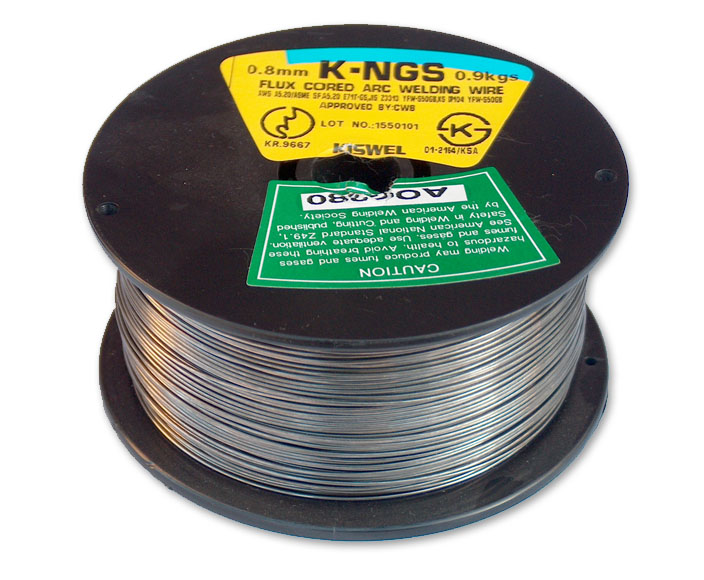 0.8mm K-NGS 0.9kgs
FLUX CORED ARC WELDING WIRE
AWS A5.20/ASME SFA5.20 E71T-GS,JIS Z3313 YFW-S50GB,KS D7104 YFW-S50GB
APPROVED BY:CWB
LOT NO.:1550101
KR.9667
KS
01-2164/KSA
KISWEL
CAUTION
Welding may produce fumes and gases
hazardous to health. Avoid breathing these
fumes and gases. Use adequate ventilation.
See American National Standard Z49.1,
Safety in Welding and Cutting, published
by the American Welding Society.